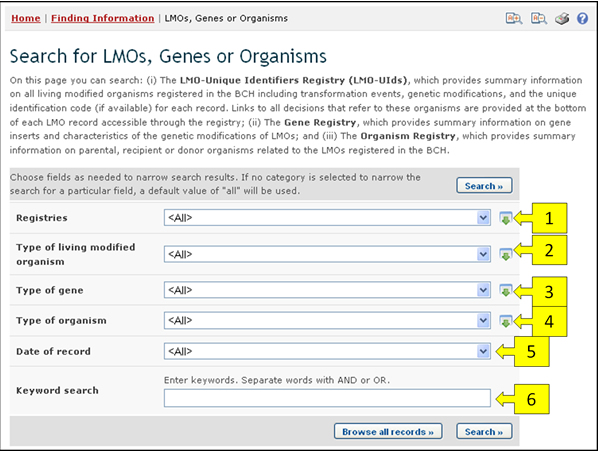 Home | Finding Information | LMOs, Genes or Organisms
Search for LMOs, Genes or Organisms
On this page you can search: (i) The LMO-Unique Identifiers Registry (LMO-UIDs), which provides summary information
on all living modified organisms registered in the BCH including transformation events, genetic modifications, and the unique
identification code (if available) for each record. Links to all decisions that refer to these organisms are provided at the bottom
of each LMO record accessible through the registry; (ii) The Gene Registry, which provides summary information on gene
inserts and characteristics of the genetic modifications of LMOs; and (iii) The Organism Registry, which provides summary
information on parental, recipient or donor organisms related to the LMOs registered in the BCH.
Choose fields as needed to narrow search results. If no category is selected to narrow the
search for a particular field, a default value of "all" will be used.
Search »
Registries <All> 1
Type of living modified
organism <All> 2
Type of gene <All> 3
Type of organism <All> 4
Date of record <All> 5
Enter keywords. Separate words with AND or OR.
Keyword search 6
Browse all records » Search »